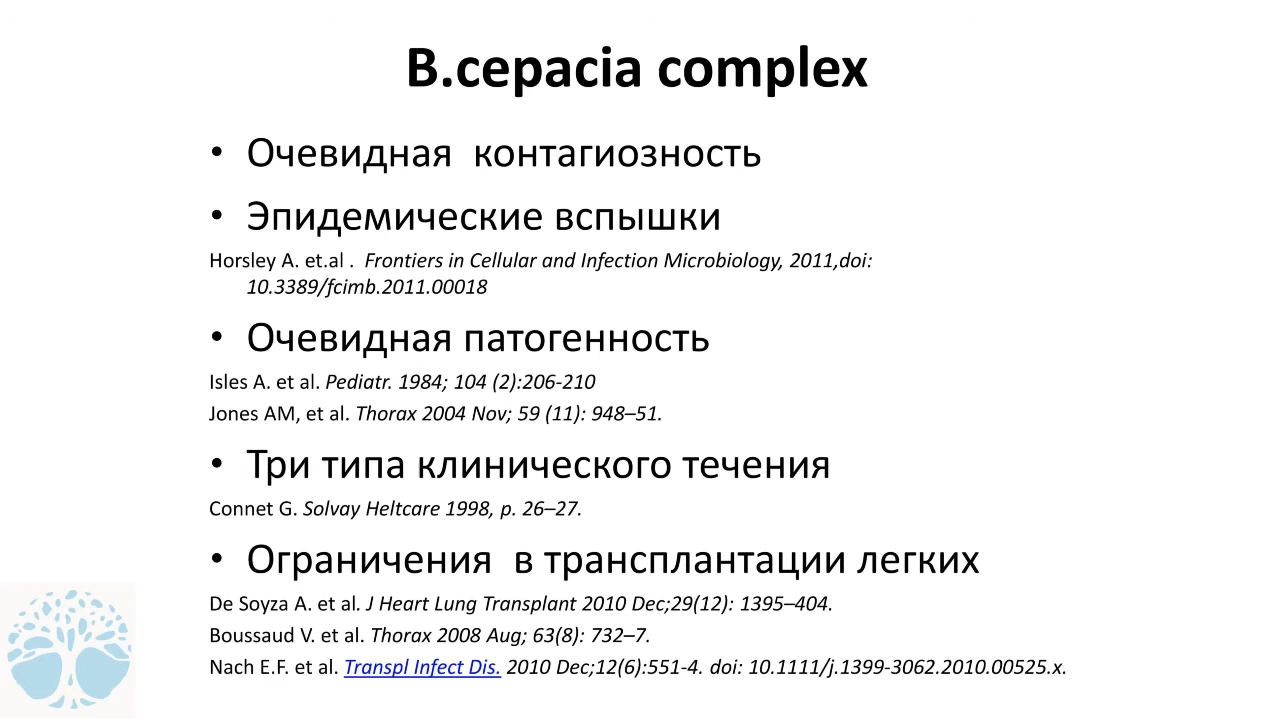 B.cepacia complex
• Очевидная контагиозность
• Эпидемические вспышки
Horsley A. et.al . Frontiers in Cellular and Infection Microbiology, 2011,doi:
10.3389/fcimb.2011.00018
• Очевидная патогенность
Isles A. et al. Pediatr. 1984; 104 (2):206-210
Jones AM, et al. Thorax 2004 Nov; 59 (11): 948–51.
• Три типа клинического течения
Connet G. Solvay Heltcare 1998, p. 26–27.
• Ограничения в трансплантации легких
De Soyza A. et al. J Heart Lung Transplant 2010 Dec;29(12): 1395–404.
Boussaud V. et al. Thorax 2008 Aug; 63(8): 732–7.
Nach E.F. et al. Transpl Infect Dis. 2010 Dec;12(6):551-4. doi: 10.1111/j.1399-3062.2010.00525.x.